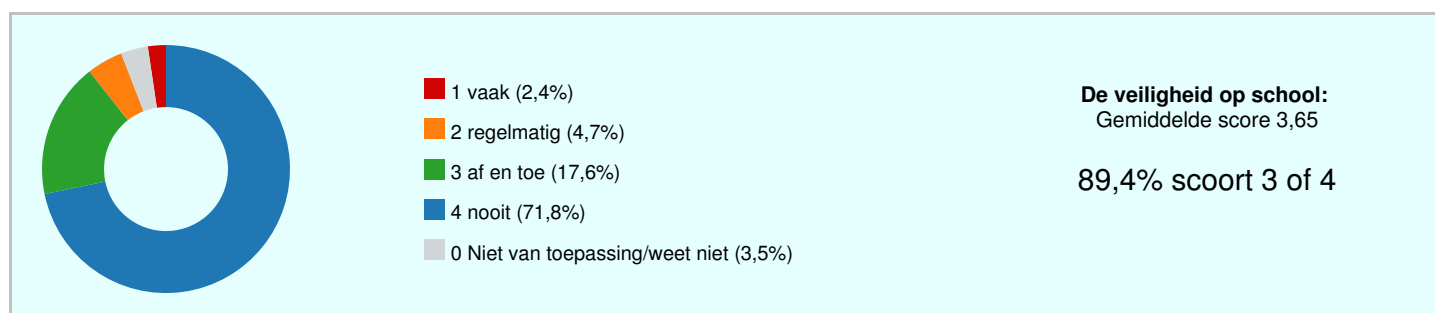 1 vaak (2,4%)
2 regelmatig (4,7%)
3 af en toe (17,6%)
4 nooit (71,8%)
0 Niet van toepassing/weet niet (3,5%)
De veiligheid op school:
Gemiddelde score 3,65
89,4% scoort 3 of 4